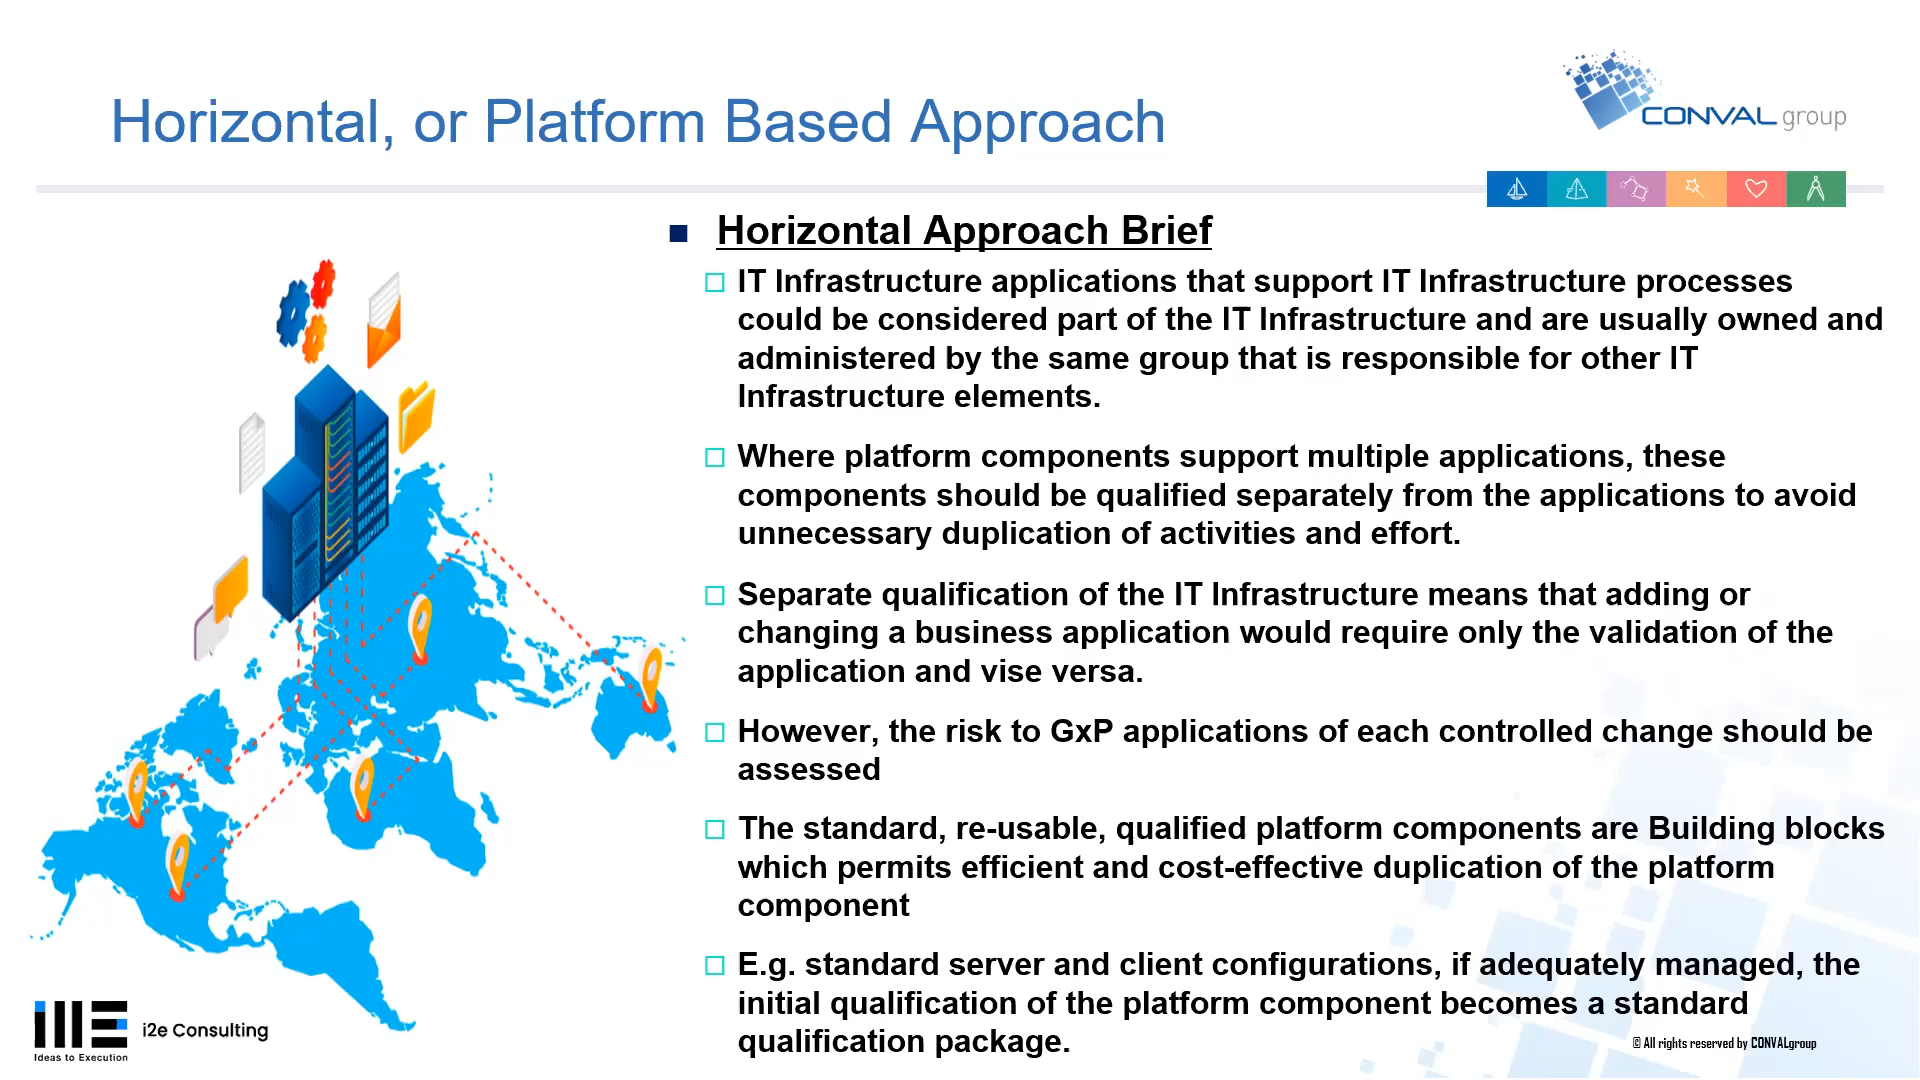 Horizontal, or Platform Based Approach
CONVAL group
Horizontal Approach Brief
IT Infrastructure applications that support IT Infrastructure processes
could be considered part of the IT Infrastructure and are usually owned and
administered by the same group that is responsible for other IT
Infrastructure elements.
Where platform components support multiple applications, these
components should be qualified separately from the applications to avoid
unnecessary duplication of activities and effort.
Separate qualification of the IT Infrastructure means that adding or
changing a business application would require only the validation of the
application and vise versa.
However, the risk to GxP applications of each controlled change should be
assessed
The standard, re-usable, qualified platform components are Building blocks
which permits efficient and cost-effective duplication of the platform
component
E.g. standard server and client configurations, if adequately managed, the
initial qualification of the platform component becomes a standard
qualification package.
i2e Consulting
Ideas to Execution
© All rights reserved by CONVALgroup